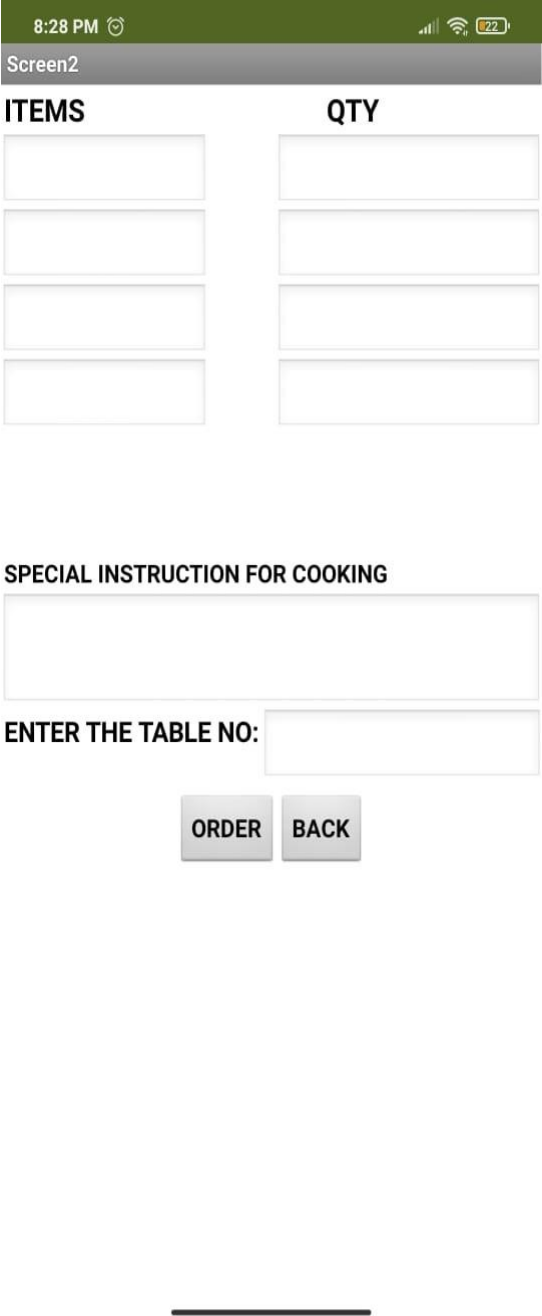 8:28 PM 22
Screen2
ITEMS QTY
SPECIAL INSTRUCTION FOR COOKING
ENTER THE TABLE NO:
ORDER BACK